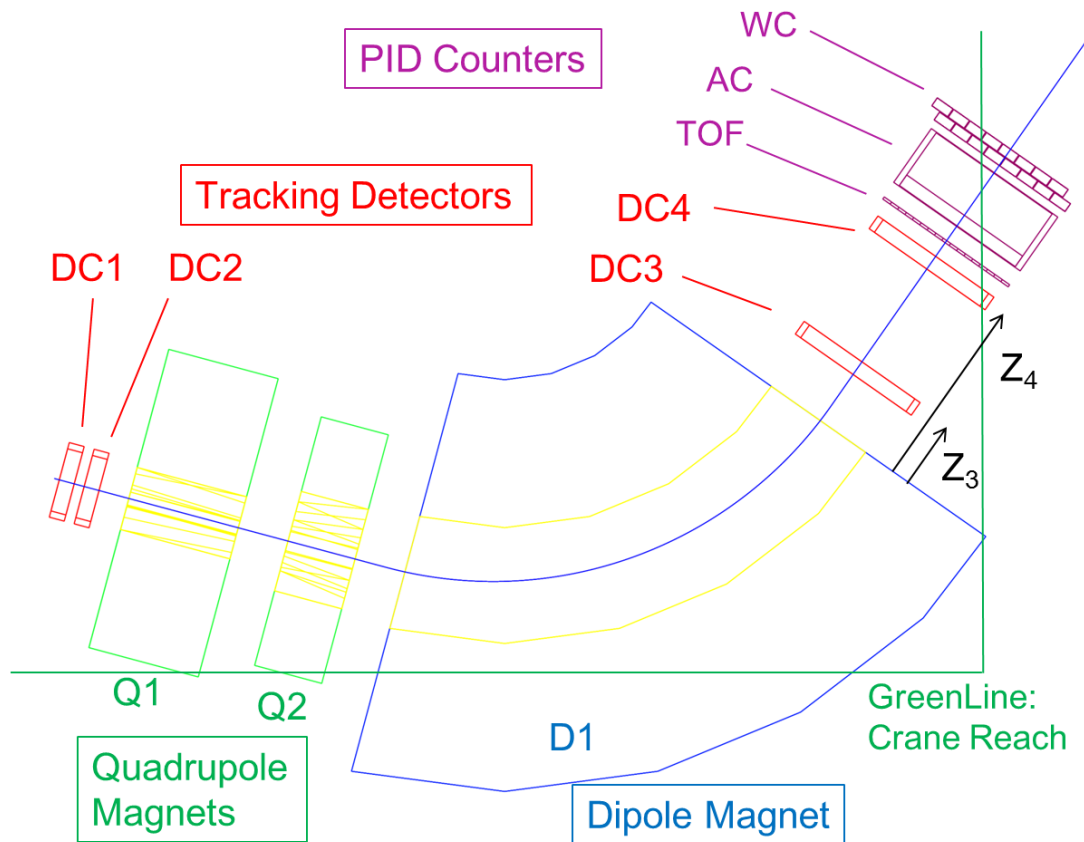 WC
PID Counters
AC
TOF
Tracking Detectors
DC4
DC1
DC2
DC3
Z4
Z3
Q1
Q2
GreenLine:
Crane Reach
D1
Quadrupole
Magnets
Dipole Magnet